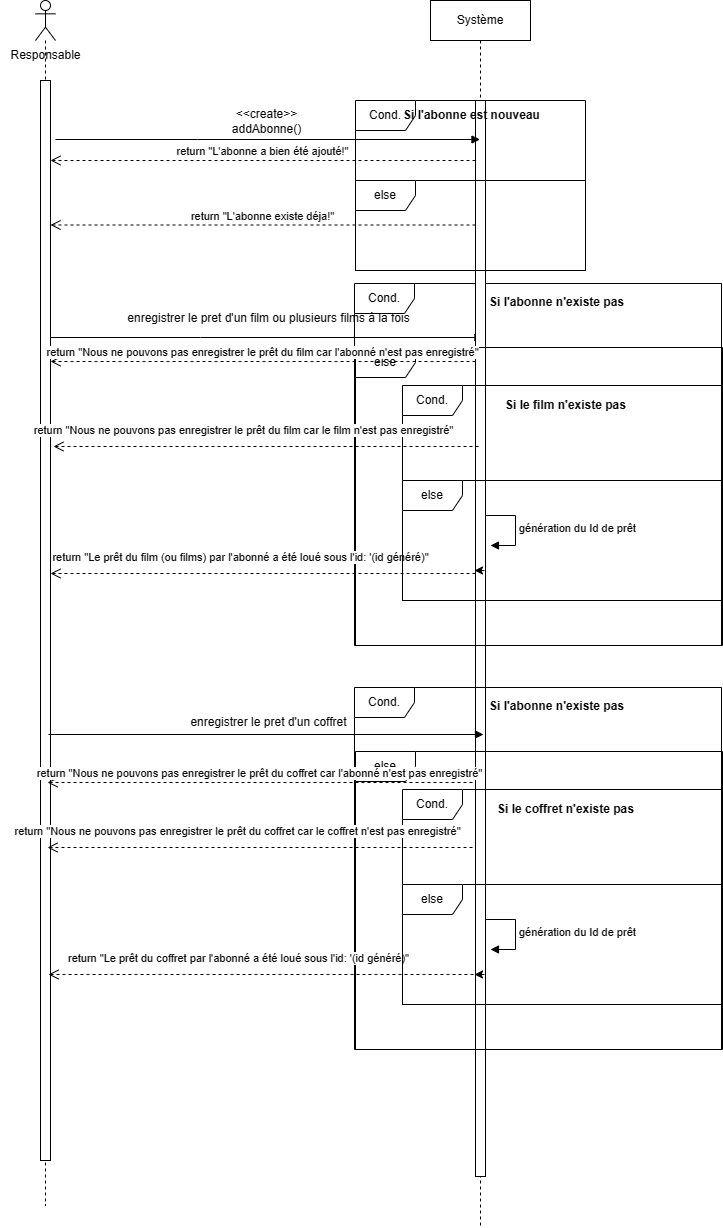 Système
Responsable
<<create>>
addAbonne()
Cond.
Si l'abonne est nouveau
return "L'abonne a bien été ajouté!"
else
return "L'abonne existe déja!"
Cond.
Si l'abonne n'existe pas
enregistrer le pret d'un film ou plusieurs films à la fois
return "Nous ne pouvons pas enregistrer le prêt du film car l'abonné n'est pas enregistré"
else
Cond.
Si le film n'existe pas
return "Nous ne pouvons pas enregistrer le prêt du film car le film n'est pas enregistré"
else
génération du Id de prêt
return "Le prêt du film (ou films) par l'abonné a été loué sous l'id: '(id généré)"
Cond.
Si l'abonne n'existe pas
enregistrer le pret d'un coffret
else
return "Nous ne pouvons pas enregistrer le prêt du coffret car l'abonné n'est pas enregistré"
Cond.
Si le coffret n'existe pas
return "Nous ne pouvons pas enregistrer le prêt du coffret car le coffret n'est pas enregistré"
else
génération du Id de prêt
return "Le prêt du coffret par l'abonné a été loué sous l'id: '(id généré)"